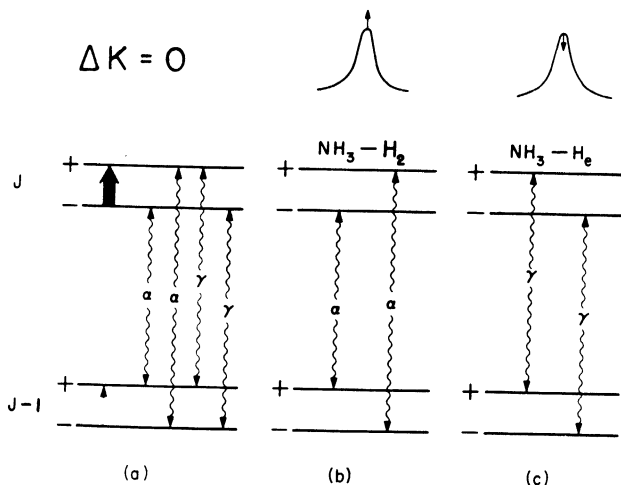 ΔK = 0
NH₃ – H₂
NH₃ – Hₑ
J
+
−
+
−
+
−
α
α
γ
γ
α
α
γ
γ
J-1
+
−
+
−
+
−
(a)
(b)
(c)